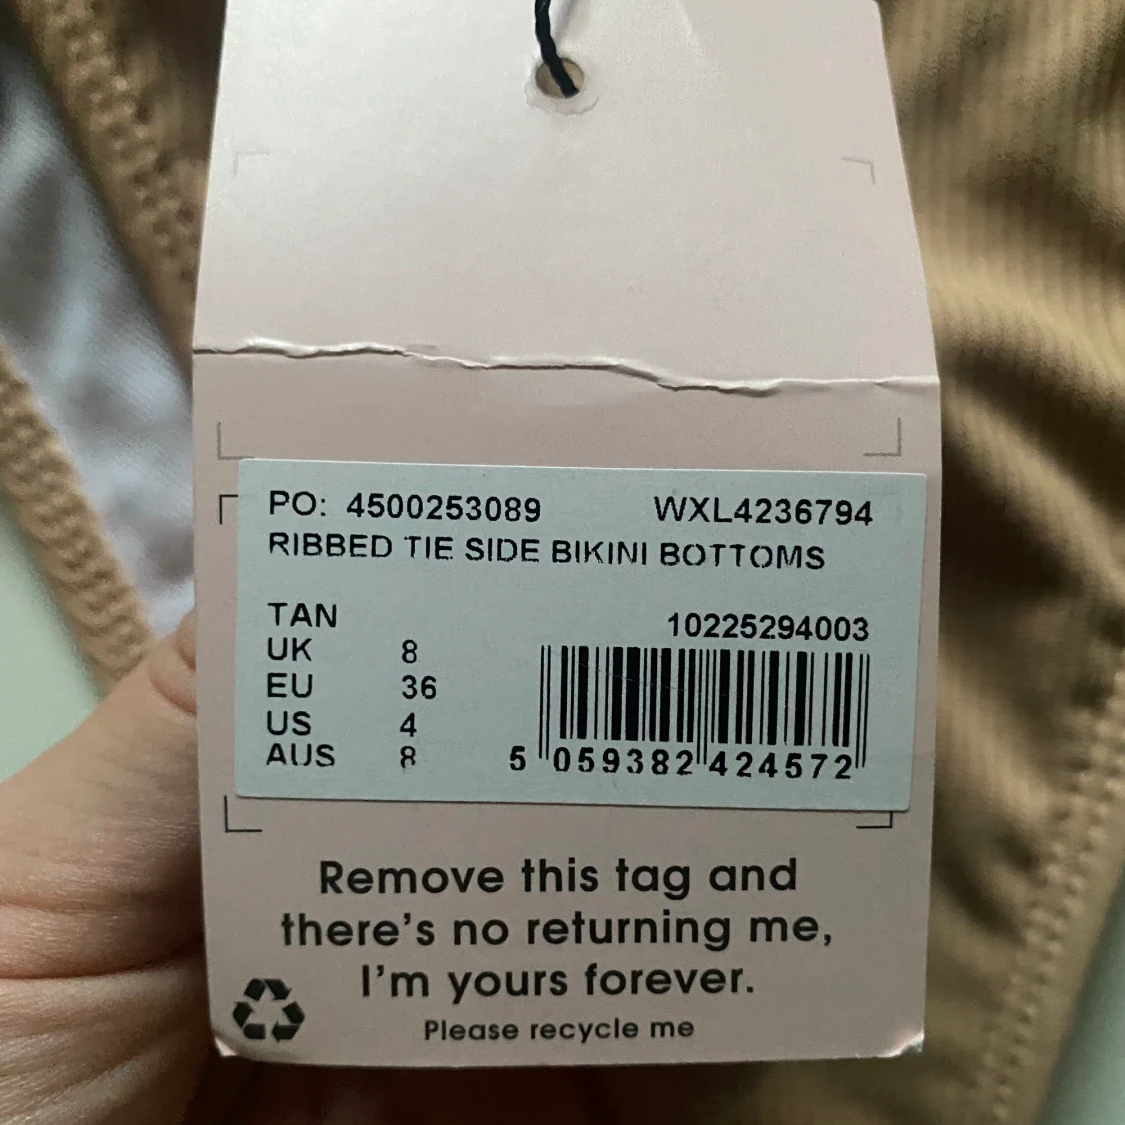 PO: 4500253089 WXL4236794
RIBBED TIE SIDE BIKINI BOTTOMS
TAN 10225294003
UK 8
EU 36
US 4
AUS 8
5 059382 424572
Remove this tag and
there's no returning me,
I'm yours forever.
Please recycle me